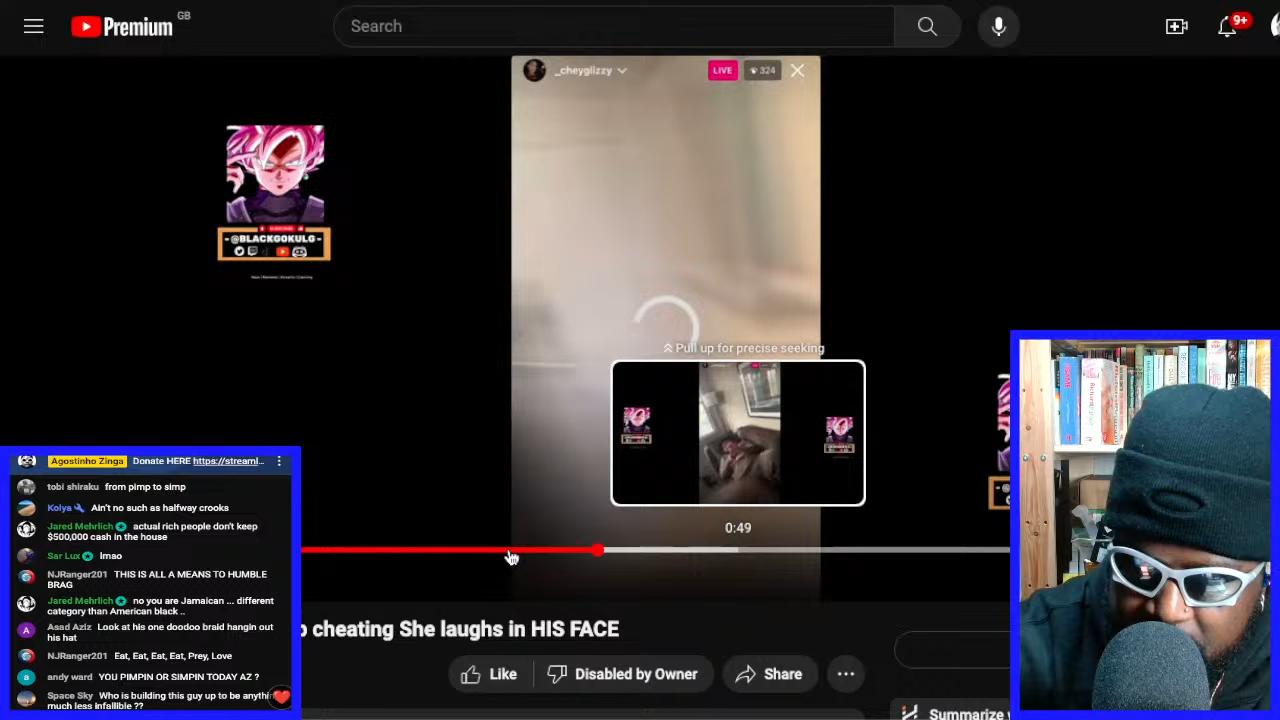 Premium GB
Search
9+
_cheyglizzy
LIVE
324
-@BLACKGOKULG-
Pull up for precise seeking
0:49
Agostinho Zinga Donate HERE https://streaml...
tobi shiraku from pimp to simp
Kolya Ain't no such as halfway crooks
Jared Mehrlich actual rich people don't keep
$500,000 cash in the house
Sar Lux lmao
NJRanger201 THIS IS ALL A MEANS TO HUMBLE
BRAG
Jared Mehrlich no you are Jamaican ... different
category than American black ..
A
Asad Aziz Look at his one doodoo braid hangin out
his hat
NJRanger201 Eat, Eat, Eat, Eat, Prey, Love
a
andy ward YOU PIMPIN OR SIMPIN TODAY AZ ?
Space Sky Who is building this guy up to be anythin
much less infallible ??
cheating She laughs in HIS FACE
Like
Disabled by Owner
Share
Summarize